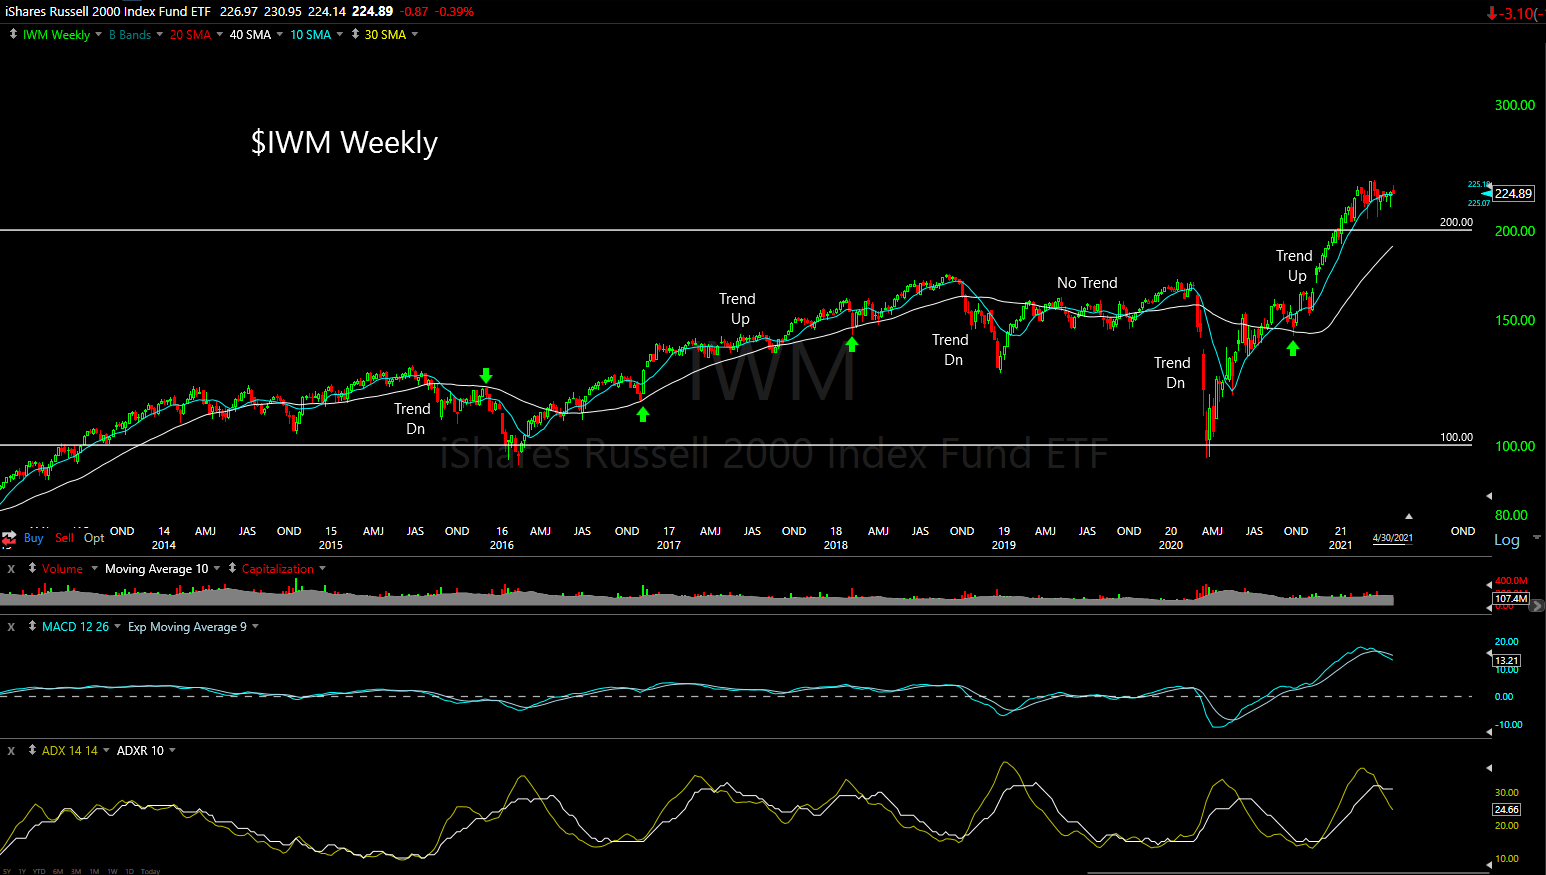 iShares Russell 2000 Index Fund ETF 226.97 230.95 224.14 224.89 -0.87 -0.39%
-3.10(-
IWM Weekly B Bands 20 SMA 40 SMA 10 SMA 30 SMA
300.00
$IWM Weekly
225.18
224.89
225.07
200.00
200.00
Trend
Up
No Trend
Trend
Up
150.00
Trend
Dn
Trend
Dn
IWM
Trend
Dn
100.00
100.00
iShares Russell 2000 Index Fund ETF
80.00
OND 14 AMJ JAS OND 15 AMJ JAS OND 16 AMJ JAS OND 17 AMJ JAS OND 18 AMJ JAS OND 19 AMJ JAS OND 20 AMJ JAS OND 21 OND
Buy Sell Opt 2014 2015 2016 2017 2018 2019 2020 2021 4/30/2021 Log
X Volume Moving Average 10 Capitalization
400.0M
107.4M
0.00
X MACD 12 26 Exp Moving Average 9
20.00
13.21
10.00
0.00
-10.00
X ADX 14 14 ADXR 10
30.00
24.66
20.00
10.00
5Y 1Y YTD 6M 3M 1M 1W 1D Today